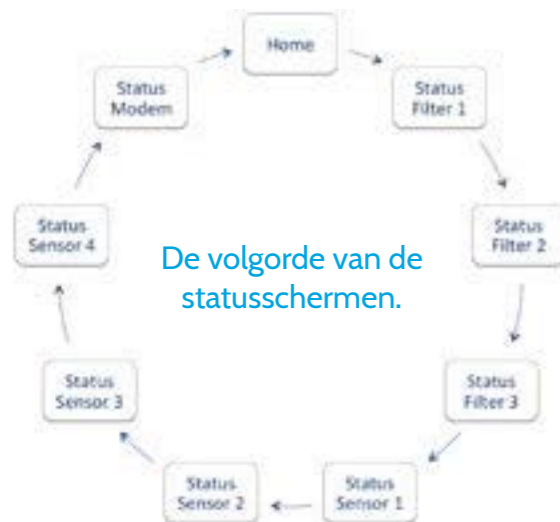 Home
Status
Filter 1
Status
Filter 2
Status
Filter 3
Status
Sensor 1
Status
Sensor 2
Status
Sensor 3
Status
Sensor 4
Status
Modem
De volgorde van de
statusschermen.